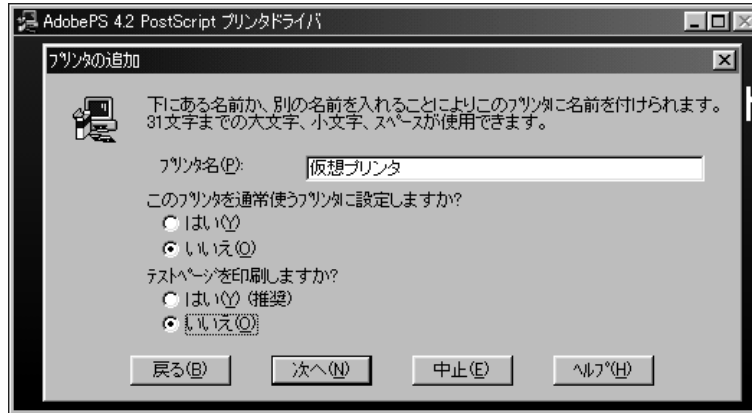 AdobePS 4.2 PostScript プリンタドライバ
プリンタの追加
下にある名前か、別の名前を入れることによりこのプリンタに名前を付けられます。
31文字までの大文字、小文字、スペースが使用できます。
プリンタ名(P):
仮想プリンタ
このプリンタを通常使うプリンタに設定しますか?
はい(Y)
いいえ(O)
テストページを印刷しますか?
はい(Y) (推奨)
いいえ(O)
戻る(B) 次へ(N) 中止(E) ヘルプ(H)